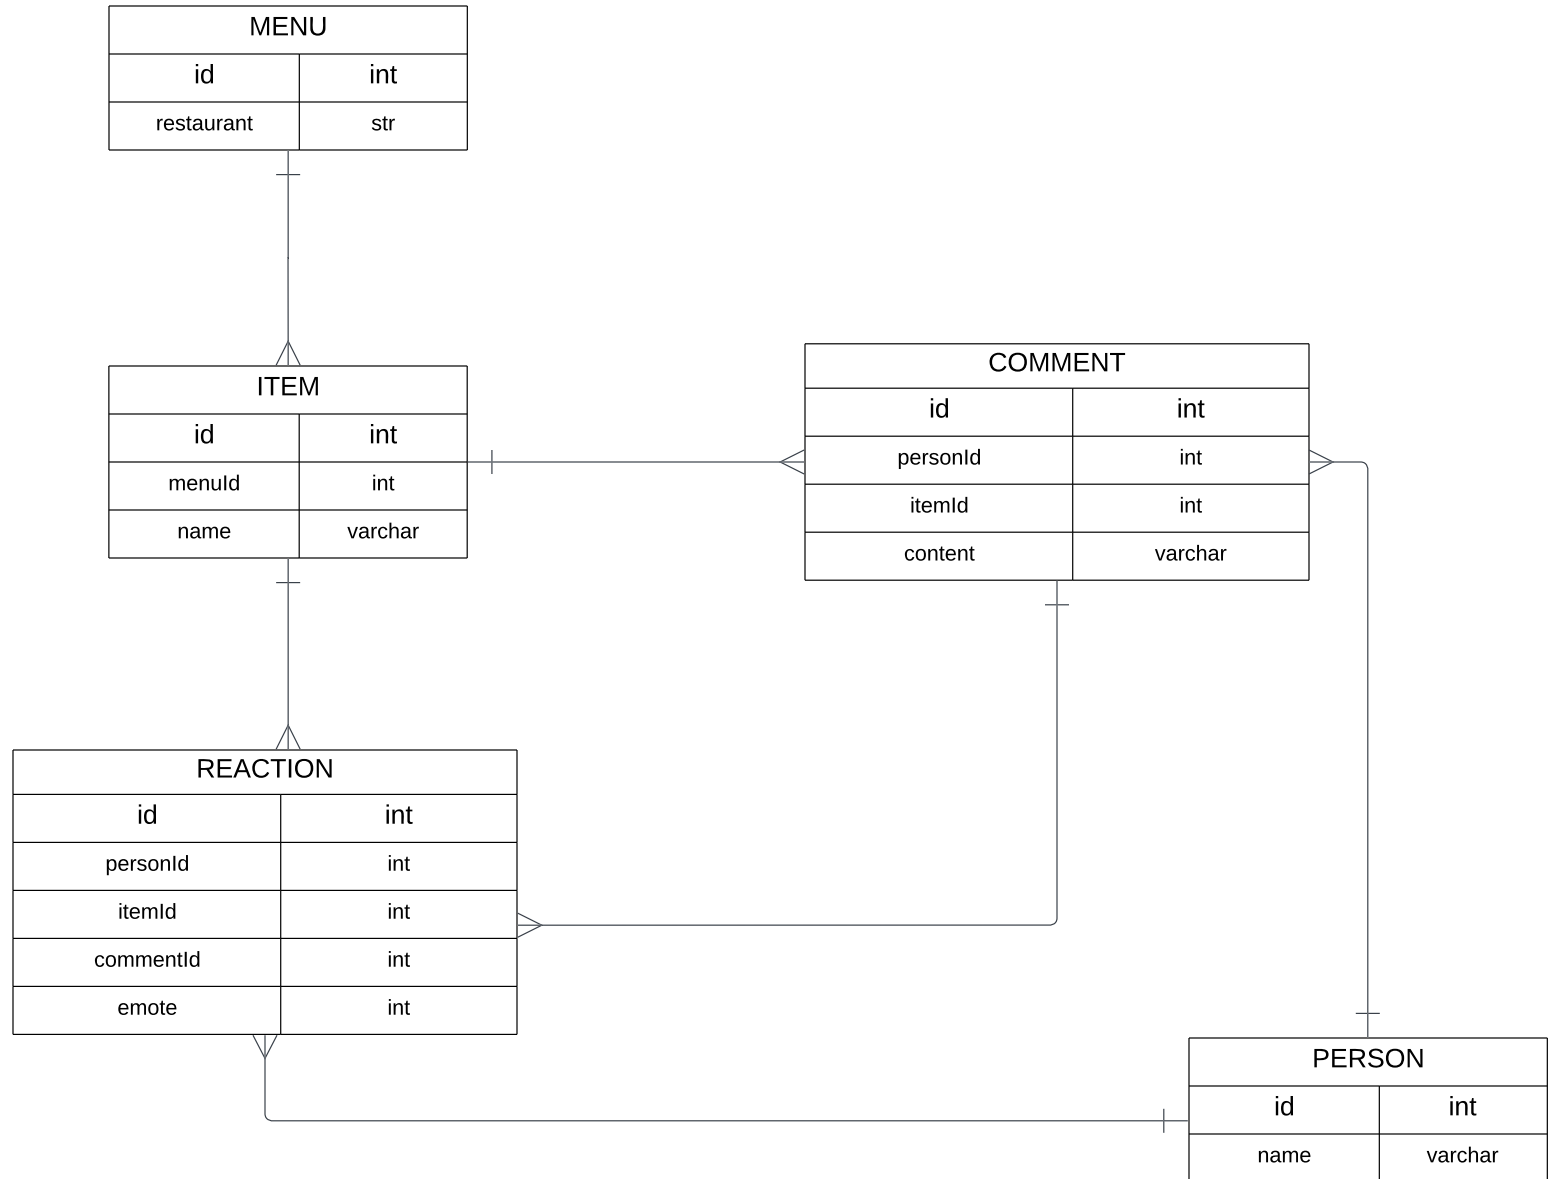 MENU
id int
restaurant str
ITEM
id int
menuId int
name varchar
COMMENT
id int
personId int
itemId int
content varchar
REACTION
id int
personId int
itemId int
commentId int
emote int
PERSON
id int
name varchar